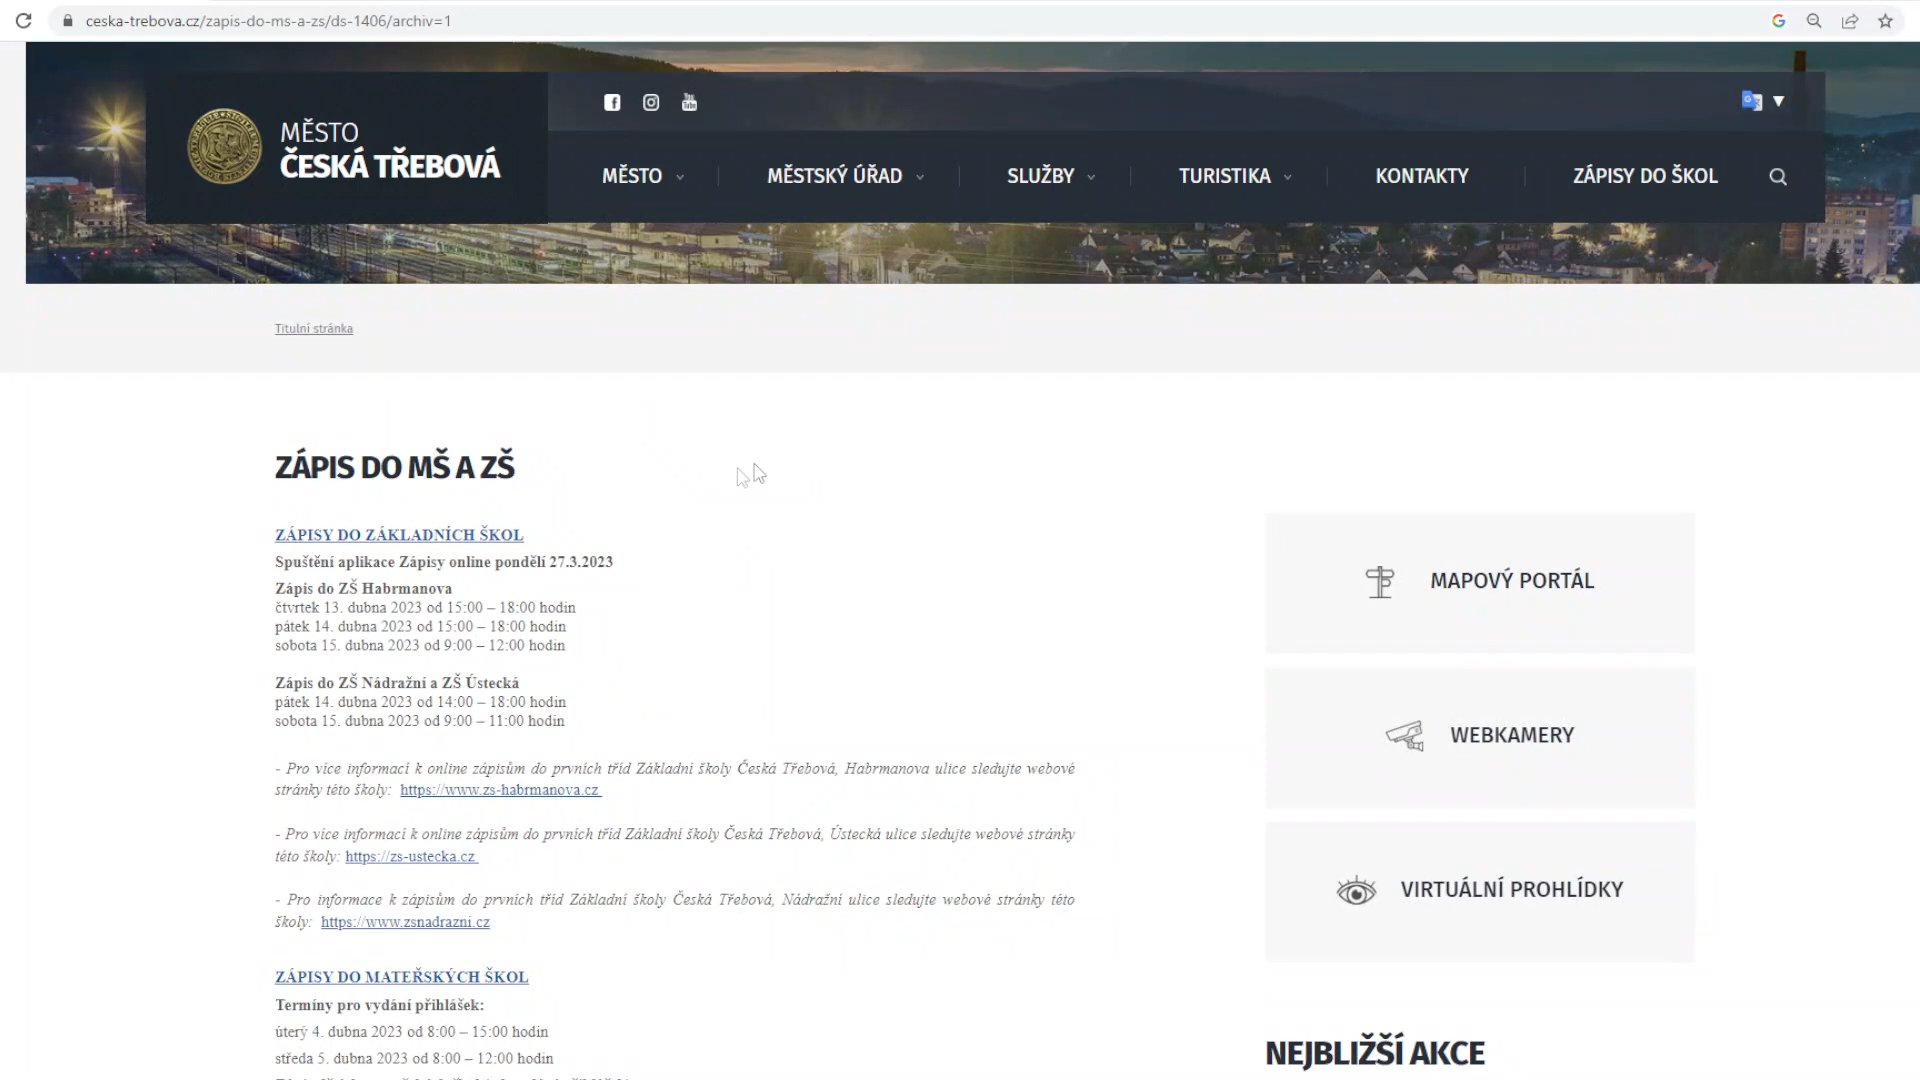 ceska-trebova.cz/zapis-do-ms-a-zs/ds-1406/archiv=1
MĚSTO
ČESKÁ TŘEBOVÁ
MĚSTO
MĚSTSKÝ ÚŘAD
SLUŽBY
TURISTIKA
KONTAKTY
ZÁPISY DO ŠKOL
Titulní stránka
ZÁPIS DO MŠ A ZŠ
ZÁPISY DO ZÁKLADNÍCH ŠKOL
Spuštění aplikace Zápisy online pondělí 27.3.2023
Zápis do ZŠ Habrmanova
čtvrtek 13. dubna 2023 od 15:00 – 18:00 hodin
pátek 14. dubna 2023 od 15:00 – 18:00 hodin
sobota 15. dubna 2023 od 9:00 – 12:00 hodin
Zápis do ZŠ Nádražní a ZŠ Ústecká
pátek 14. dubna 2023 od 14:00 – 18:00 hodin
sobota 15. dubna 2023 od 9:00 – 11:00 hodin
- Pro více informací k online zápisům do prvních tříd Základní školy Česká Třebová, Habrmanova ulice sledujte webové
stránky této školy: https://www.zs-habrmanova.cz
- Pro více informací k online zápisům do prvních tříd Základní školy Česká Třebová, Ústecká ulice sledujte webové stránky
této školy: https://zs-ustecka.cz
- Pro informace k zápisům do prvních tříd Základní školy Česká Třebová, Nádražní ulice sledujte webové stránky této
školy: https://www.zsnadrazni.cz
ZÁPISY DO MATEŘSKÝCH ŠKOL
Termíny pro vydání přihlášek:
úterý 4. dubna 2023 od 8:00 – 15:00 hodin
středa 5. dubna 2023 od 8:00 – 12:00 hodin
MAPOVÝ PORTÁL
WEBKAMERY
VIRTUÁLNÍ PROHLÍDKY
NEJBLIŽŠÍ AKCE